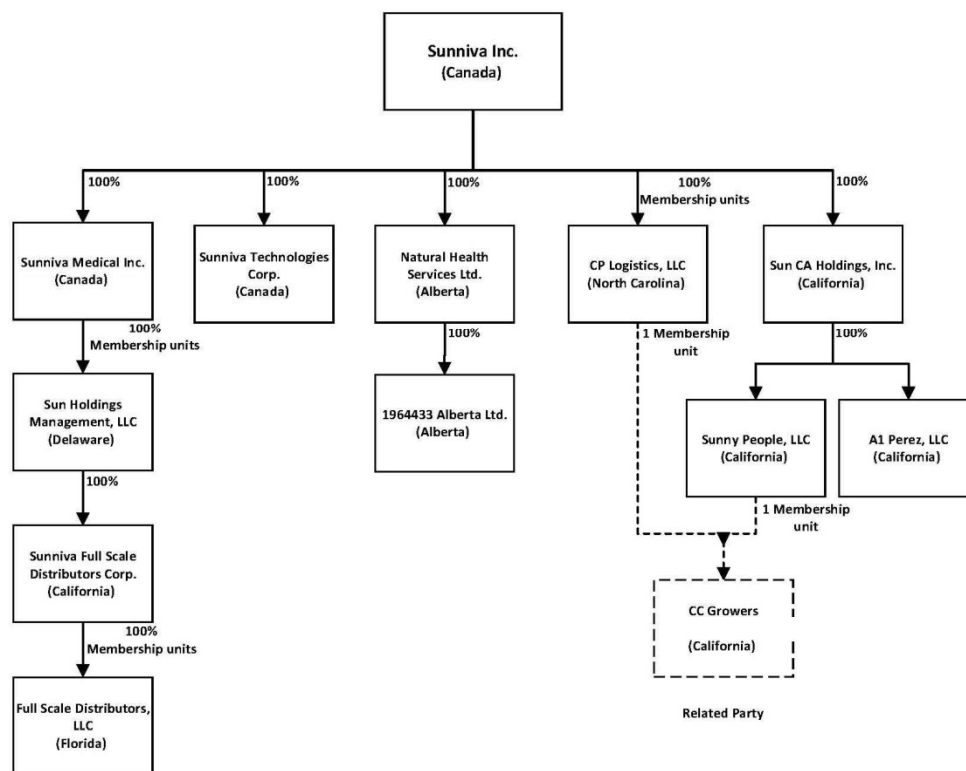 Sunniva Inc.
(Canada)
100%
100%
100%
100%
Membership units
100%
Sunniva Medical Inc.
(Canada)
Sunniva Technologies
Corp.
(Canada)
Natural Health
Services Ltd.
(Alberta)
CP Logistics, LLC
(North Carolina)
Sun CA Holdings, Inc.
(California)
100%
Membership units
100%
1 Membership
unit
100%
Sun Holdings
Management, LLC
(Delaware)
1964433 Alberta Ltd.
(Alberta)
Sunny People, LLC
(California)
A1 Perez, LLC
(California)
100%
1 Membership
unit
Sunniva Full Scale
Distributors Corp.
(California)
CC Growers
(California)
100%
Membership units
Full Scale Distributors,
LLC
(Florida)
Related Party